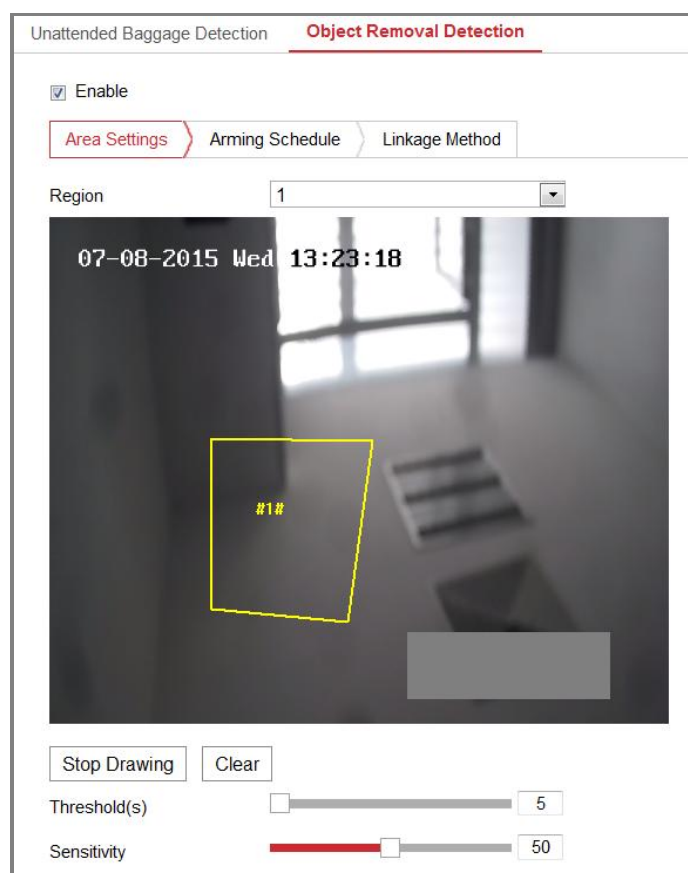 Unattended Baggage Detection Object Removal Detection
Enable
Area Settings Arming Schedule Linkage Method
Region 1
07-08-2015 Wed 13:23:18
#1#
Stop Drawing Clear
Threshold(s) 5
Sensitivity 50